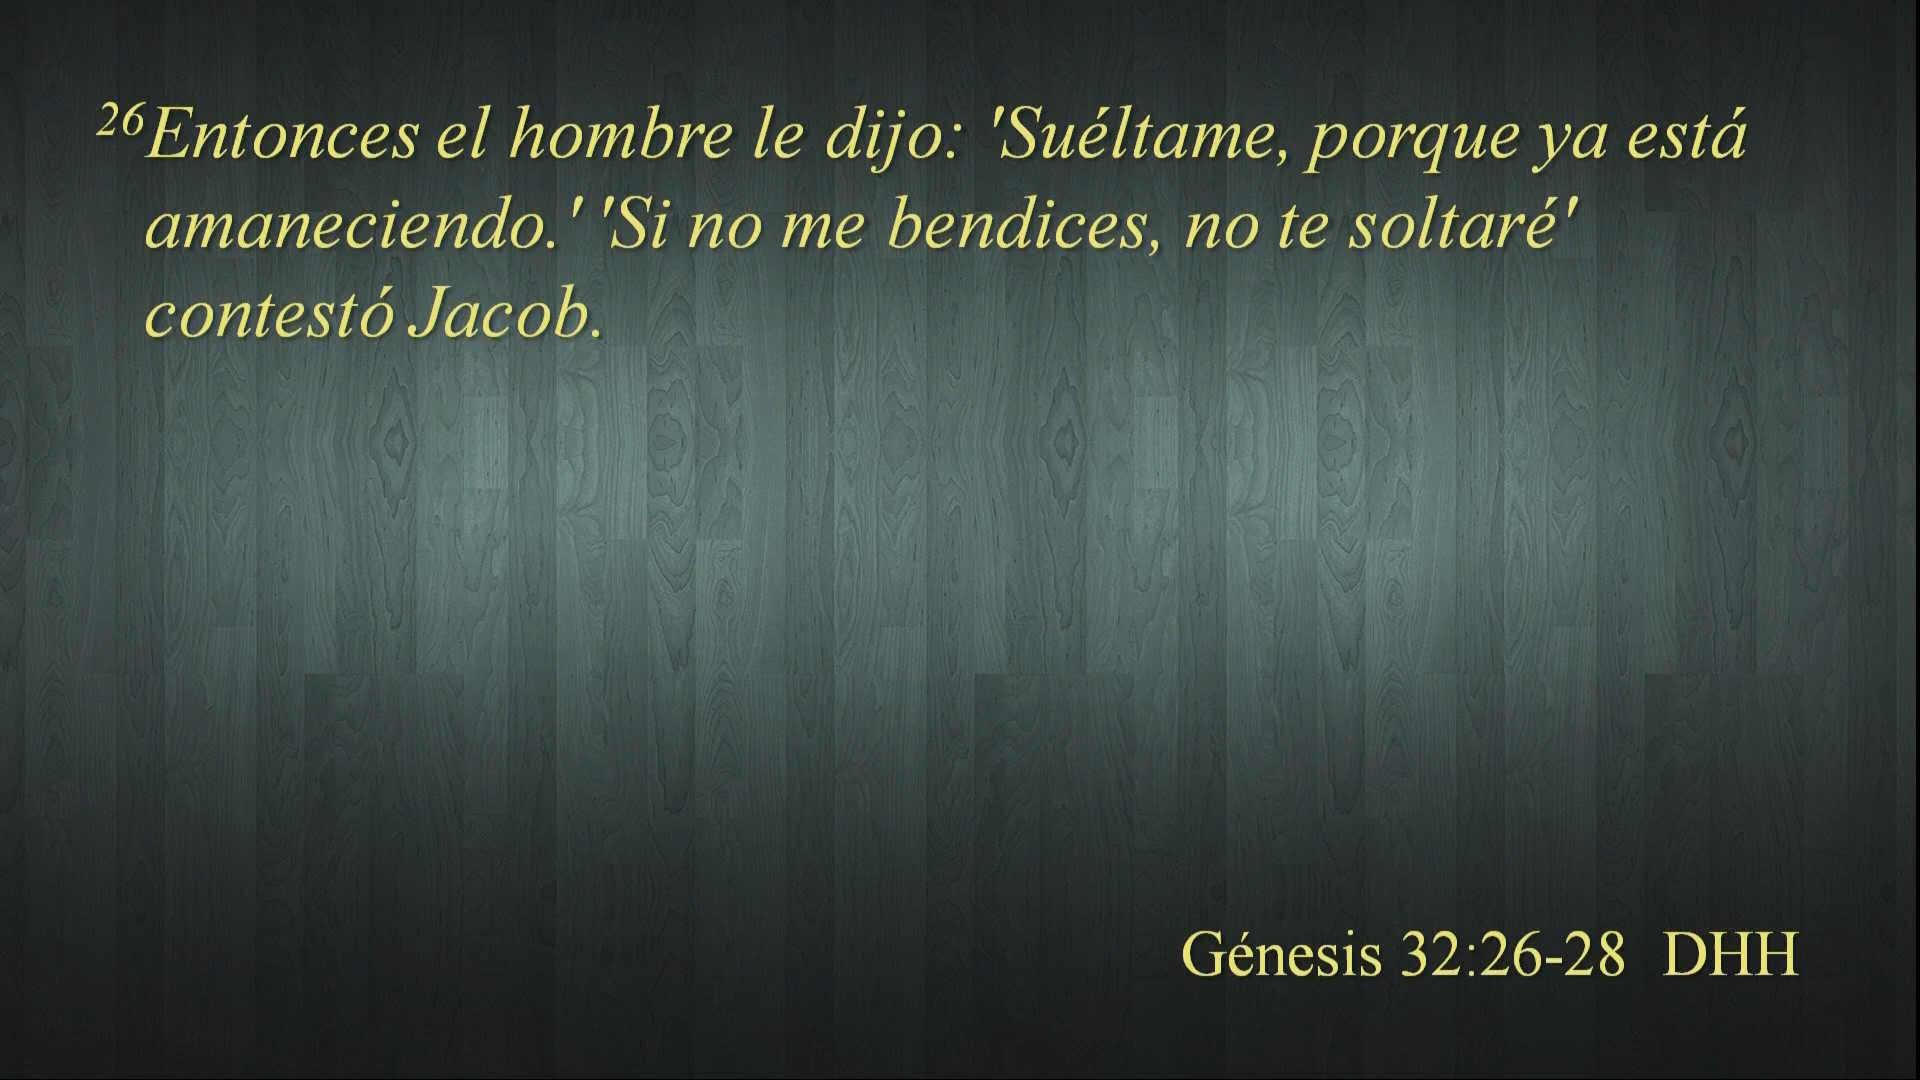 26Entonces el hombre le dijo: 'Suéltame, porque ya está
amaneciendo.' 'Si no me bendices, no te soltaré'
contestó Jacob.
Génesis 32:26-28 DHH